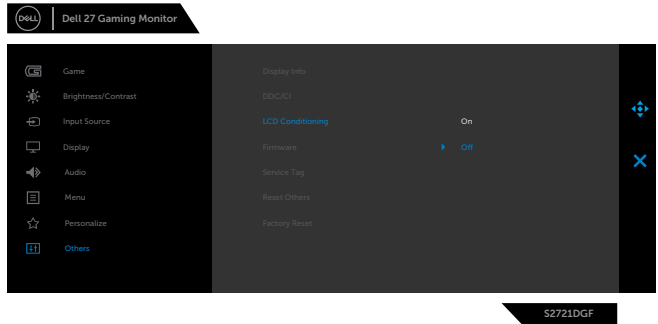 DELL
Dell 27 Gaming Monitor
Game
Display Info
Brightness/Contrast
DDC/CI
Input Source
LCD Conditioning
On
Display
Firmware
Off
Audio
Service Tag
Menu
Reset Others
Personalize
Factory Reset
Others
S2721DGF